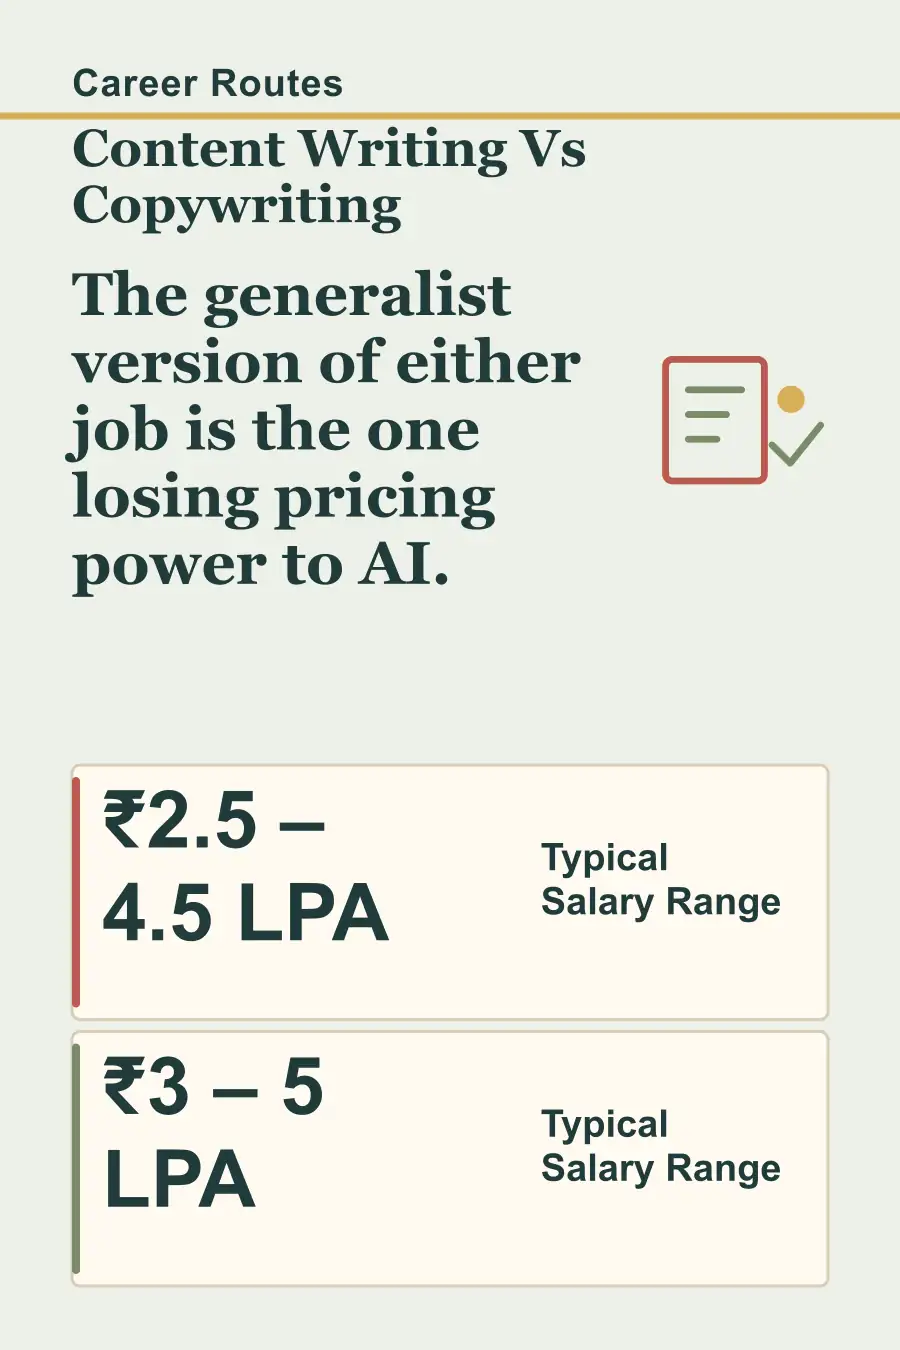 Career Routes
Content Writing Vs
Copywriting
The generalist
version of either
job is the one
losing pricing
power to AI.
₹2.5 –
4.5 LPA
Typical
Salary Range
₹3 – 5
LPA
Typical
Salary Range